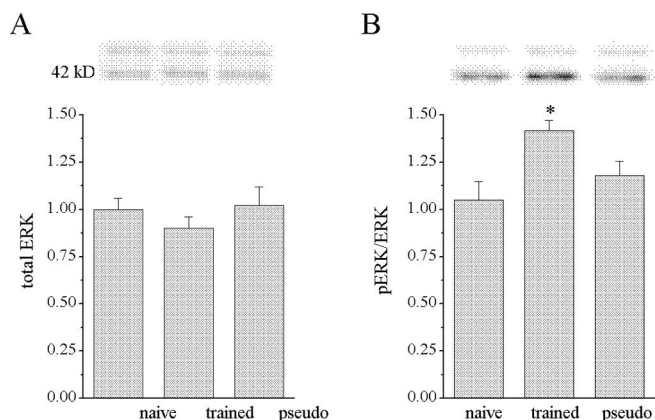 A
42 kD
1.50
1.25
1.00
0.75
0.50
0.25
0.00
total ERK
naive trained pseudo
B
*
1.50
1.25
1.00
0.75
0.50
0.25
0.00
pERK/ERK
naive trained pseudo